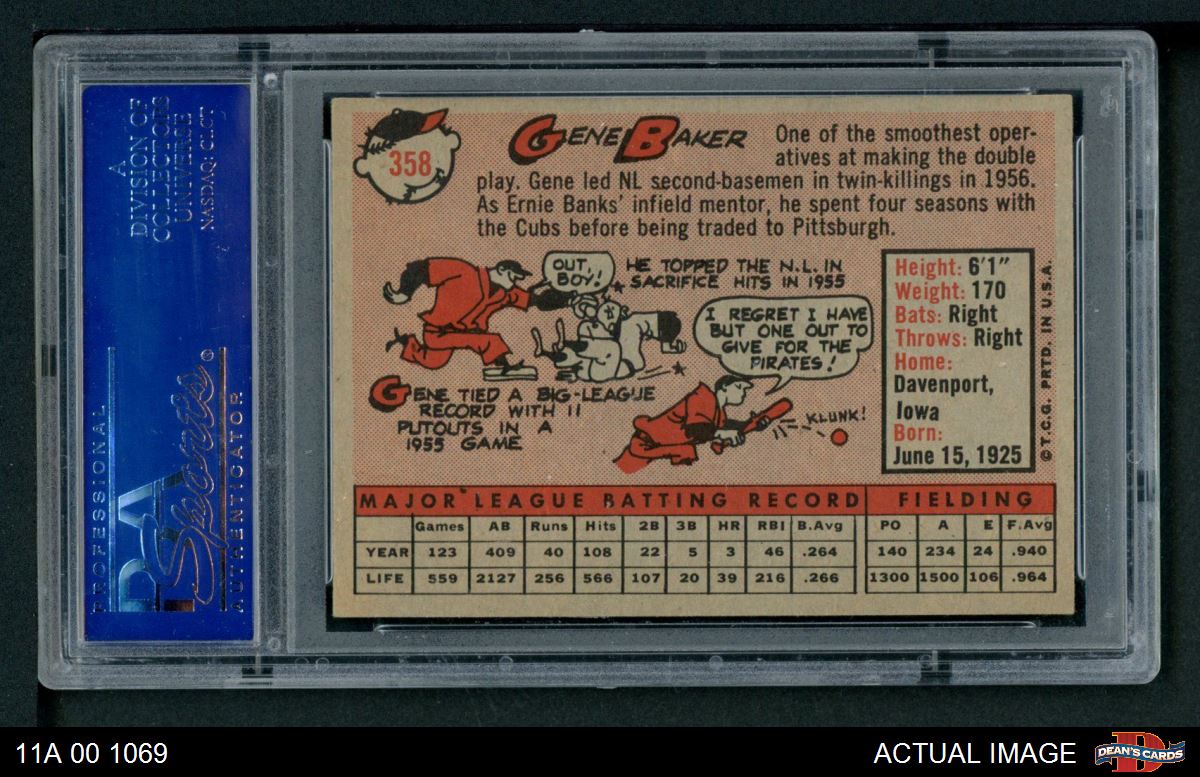 A
DIVISION OF
COLLECTORS
UNIVERSE
NASDAQ: CLCT
PROFESSIONAL
PSA
Sports ®
AUTHENTICATOR
358
GENE BAKER
One of the smoothest oper-
atives at making the double
play. Gene led NL second-basemen in twin-killings in 1956.
As Ernie Banks' infield mentor, he spent four seasons with
the Cubs before being traded to Pittsburgh.
OUT,
BOY!
HE TOPPED THE N.L. IN
SACRIFICE HITS IN 1955
I REGRET I HAVE
BUT ONE OUT TO
GIVE FOR THE
PIRATES!
GENE TIED A BIG-LEAGUE
RECORD WITH 11
PUTOUTS IN A
1955 GAME
KLUNK!
Height: 6'1"
Weight: 170
Bats: Right
Throws: Right
Home:
Davenport,
Iowa
Born:
June 15, 1925
© T.C.G. PRTD. IN U.S.A.
MAJOR LEAGUE BATTING RECORD FIELDING
Games AB Runs Hits 2B 3B HR RBI B.Avg PO A E F.Avg
YEAR 123 409 40 108 22 5 3 46 .264 140 234 24 .940
LIFE 559 2127 256 566 107 20 39 216 .266 1300 1500 106 .964
11A 00 1069
ACTUAL IMAGE
DEAN'S CARDS